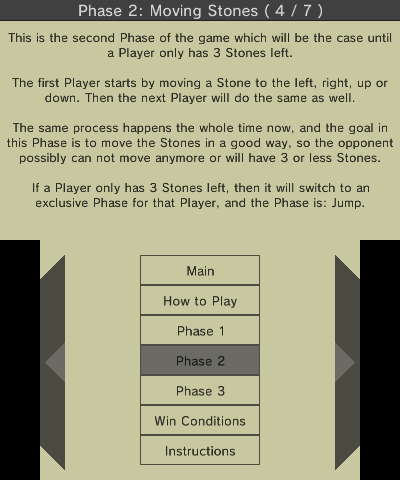 Phase 2: Moving Stones ( 4 / 7 )
This is the second Phase of the game which will be the case until
a Player only has 3 Stones left.
The first Player starts by moving a Stone to the left, right, up or
down. Then the next Player will do the same as well.
The same process happens the whole time now, and the goal in
this Phase is to move the Stones in a good way, so the opponent
possibly can not move anymore or will have 3 or less Stones.
If a Player only has 3 Stones left, then it will switch to an
exclusive Phase for that Player, and the Phase is: Jump.
Main
How to Play
Phase 1
Phase 2
Phase 3
Win Conditions
Instructions